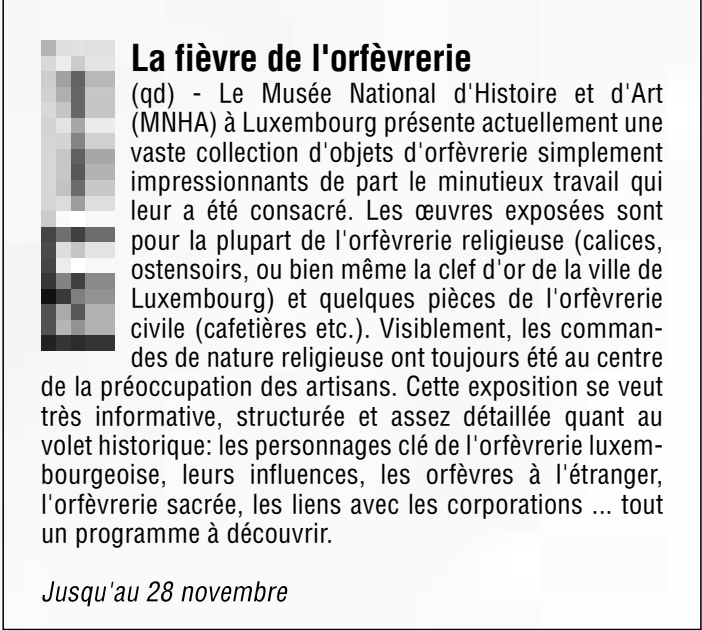 La fièvre de l'orfèvrerie
(qd) - Le Musée National d'Histoire et d'Art
(MNHA) à Luxembourg présente actuellement une
vaste collection d'objets d'orfèvrerie simplement
impressionnants de part le minutieux travail qui
leur a été consacré. Les œuvres exposées sont
pour la plupart de l'orfèvrerie religieuse (calices,
ostensoirs, ou bien même la clef d'or de la ville de
Luxembourg) et quelques pièces de l'orfèvrerie
civile (cafetières etc.). Visiblement, les comman-
des de nature religieuse ont toujours été au centre
de la préoccupation des artisans. Cette exposition se veut
très informative, structurée et assez détaillée quant au
volet historique: les personnages clé de l'orfèvrerie luxem-
bourgeoise, leurs influences, les orfèvres à l'étranger,
l'orfèvrerie sacrée, les liens avec les corporations ... tout
un programme à découvrir.
Jusqu'au 28 novembre